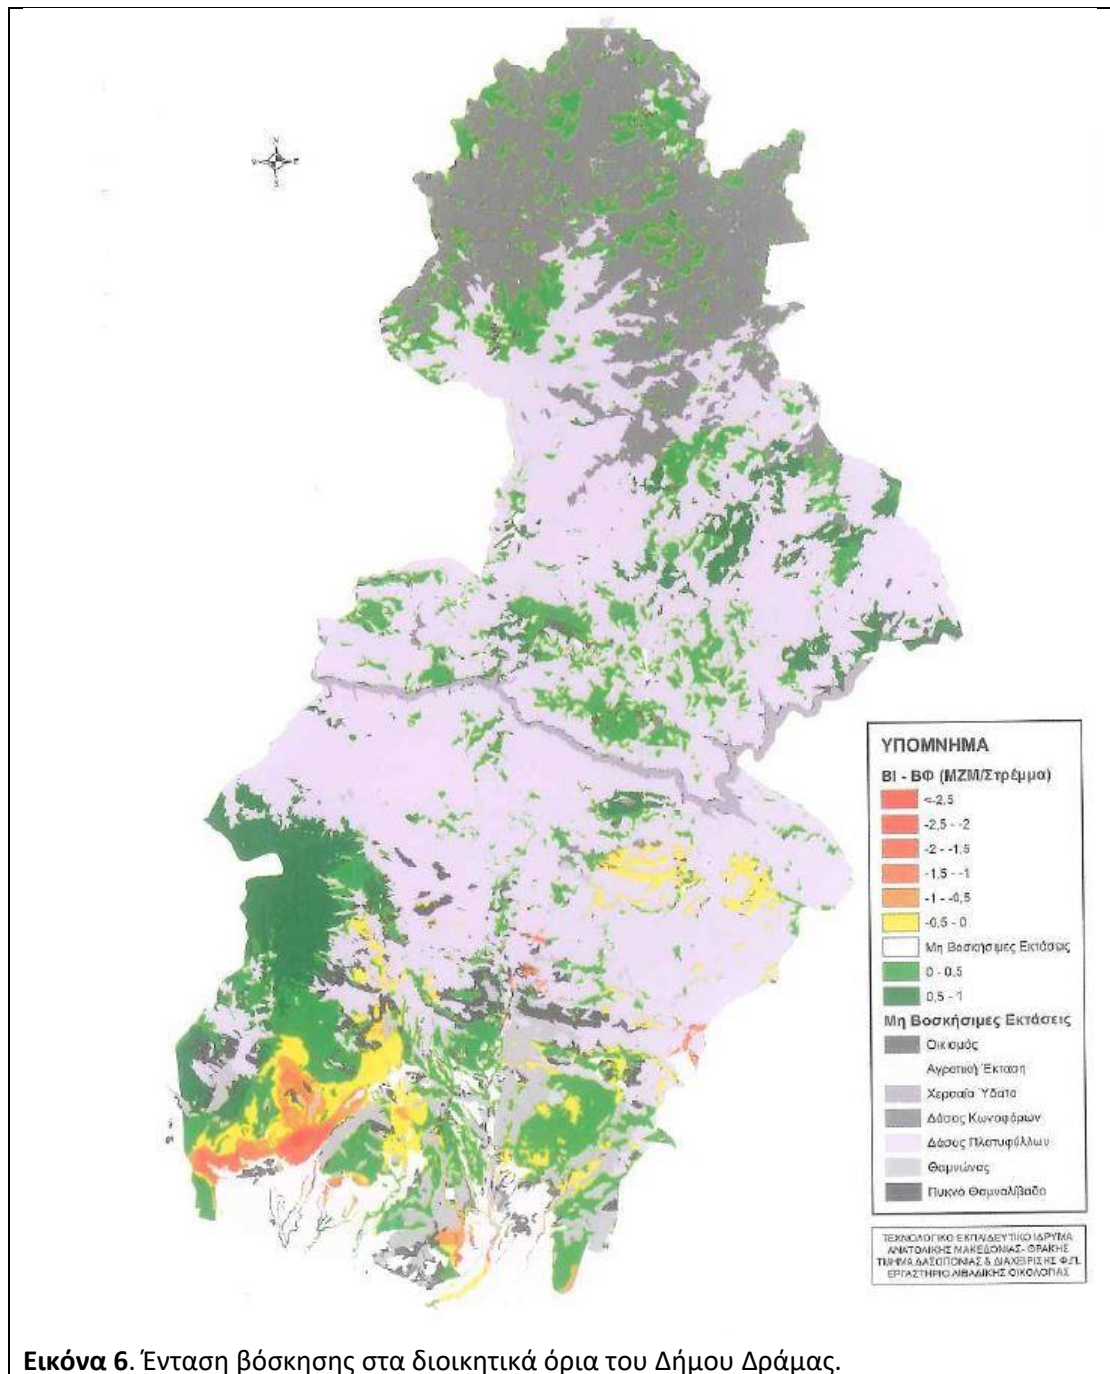 N
S
ΥΠΟΜΝΗΜΑ
ΒΙ - ΒΦ (ΜΖΜ/Στρέμμα)
<-2,5
-2,5 - -2
-2 - -1,5
-1,5 - -1
-1 - -0,5
-0,5 - 0
Μη Βοσκήσιμες Εκτάσεις
0 - 0,5
0,5 - 1
Μη Βοσκήσιμες Εκτάσεις
Οικισμός
Αγροτική Έκταση
Χερσαία Ύδατα
Δάσος Κωνοφόρων
Δάσος Πλατυφύλλων
Θαμνώνας
Πυκνό Θαμνολίβαδο
ΤΕΧΝΟΛΟΓΙΚΟ ΕΚΠΑΙΔΕΥΤΙΚΟ ΙΔΡΥΜΑ
ΑΝΑΤΟΛΙΚΗΣ ΜΑΚΕΔΟΝΙΑΣ- ΘΡΑΚΗΣ
ΤΜΗΜΑ ΔΑΣΟΠΟΝΙΑΣ & ΔΙΑΧΕΙΡΙΣΗΣ Φ.Π.
ΕΡΓΑΣΤΗΡΙΟ ΛΙΒΑΔΙΚΗΣ ΟΙΚΟΛΟΓΙΑΣ
Εικόνα 6. Ένταση βόσκησης στα διοικητικά όρια του Δήμου Δράμας.